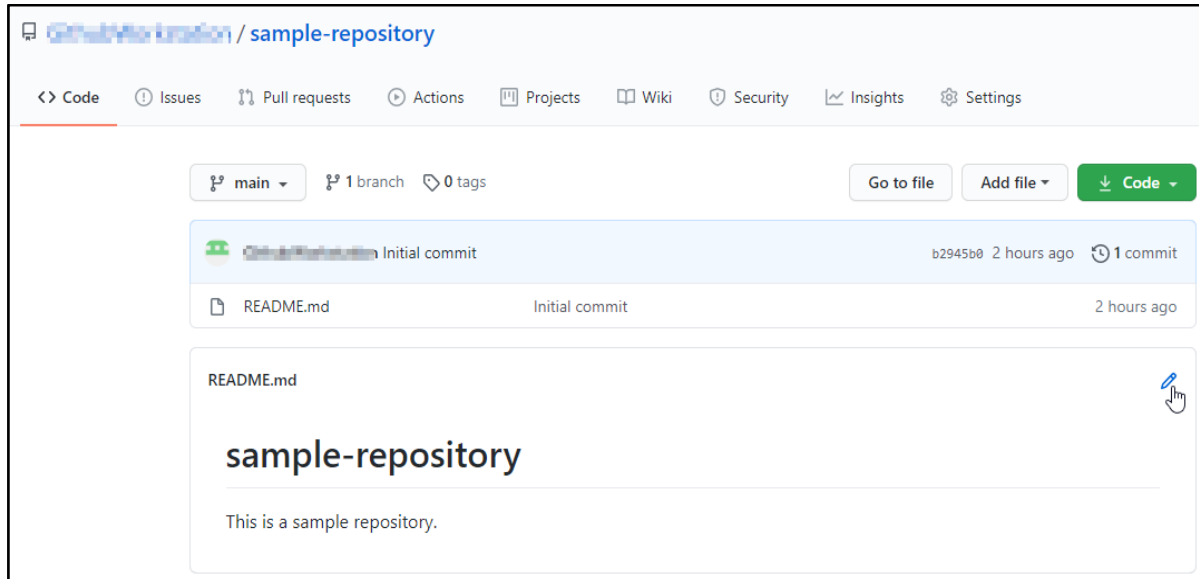 / sample-repository
<> Code Issues Pull requests Actions Projects Wiki Security Insights Settings
main 1 branch 0 tags Go to file Add file Code
Initial commit b2945b0 2 hours ago 1 commit
README.md Initial commit 2 hours ago
README.md
sample-repository
This is a sample repository.